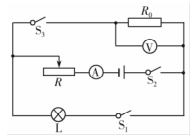 S₃ R₀
V
R A S₂
L S₁